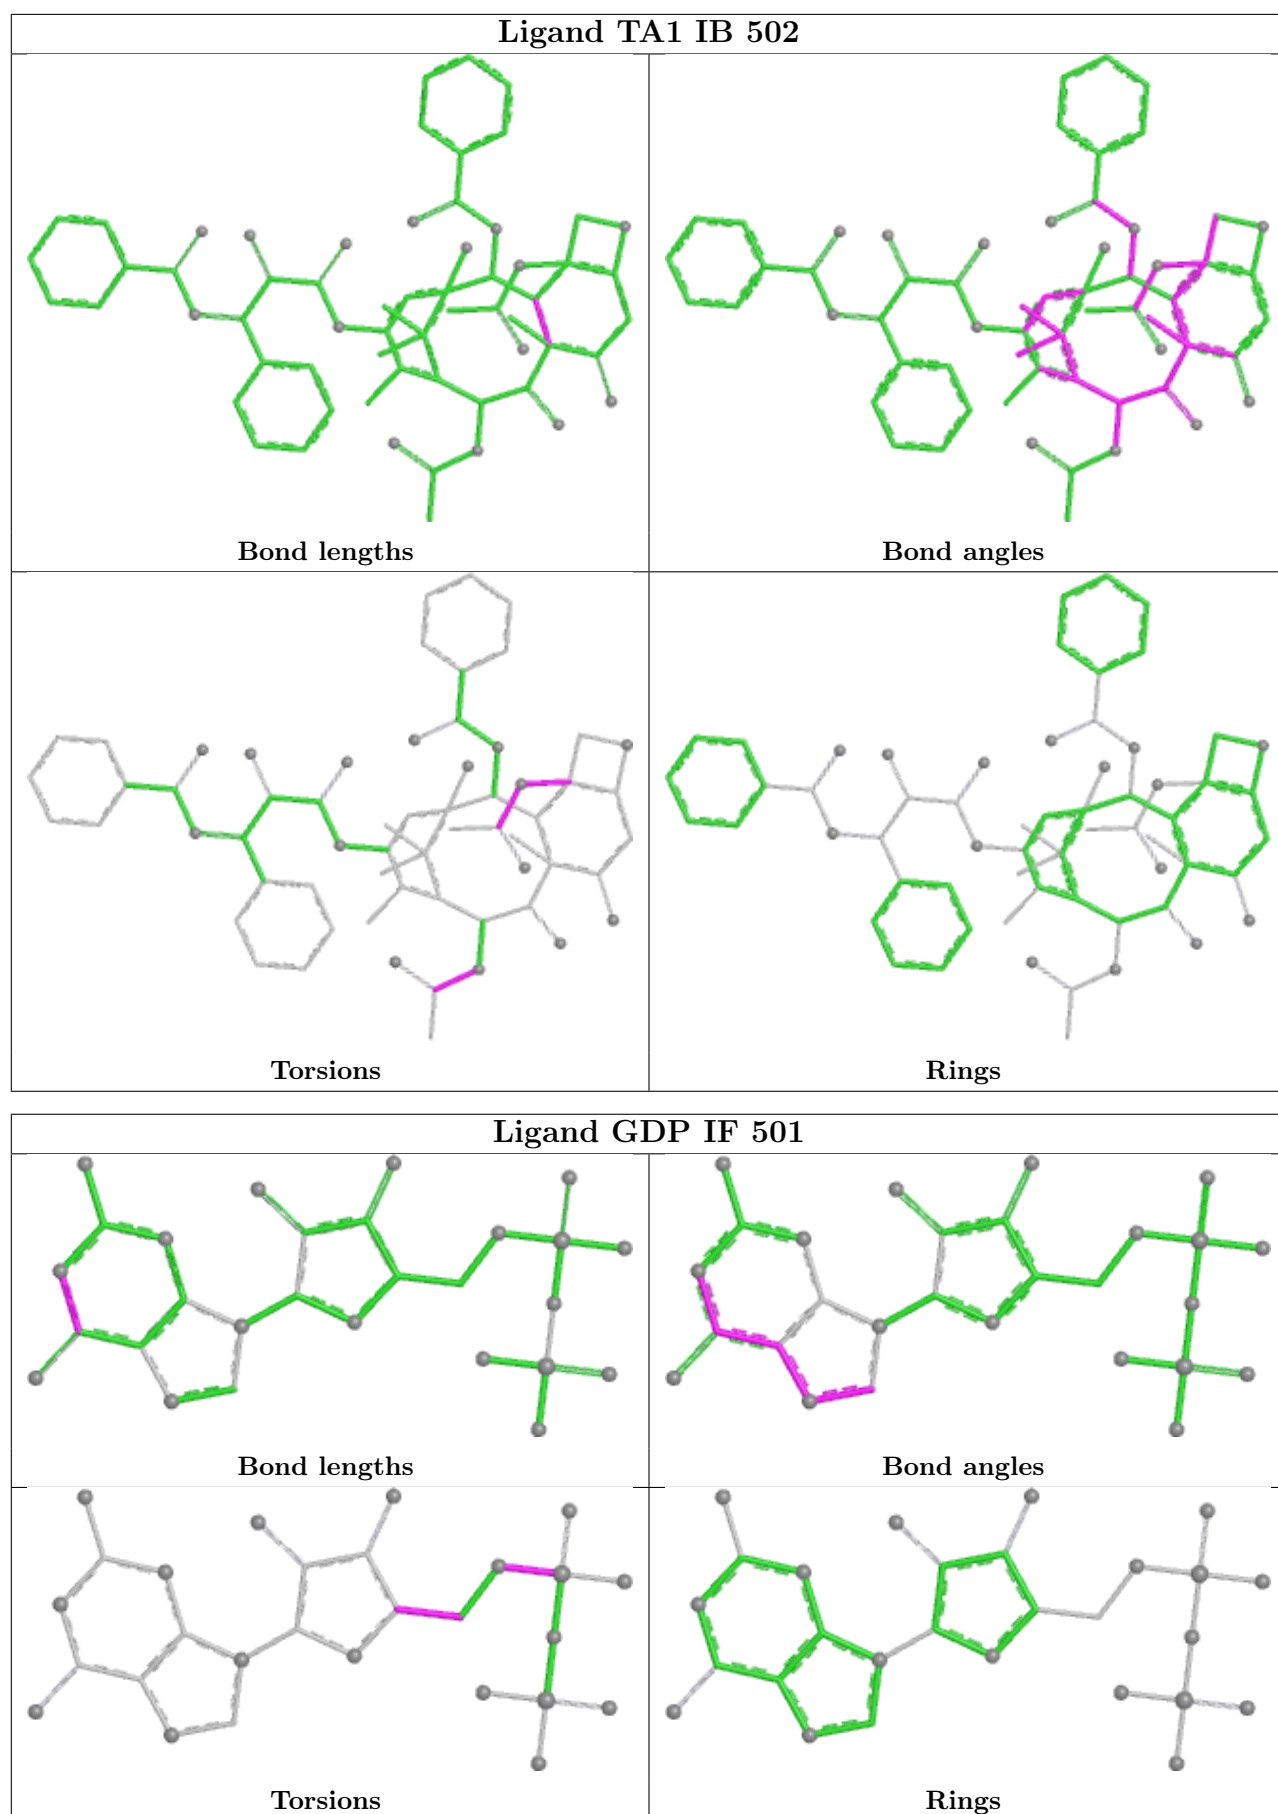 Ligand TA1 IB 502
Bond lengths
Bond angles
Torsions
Rings
Ligand GDP IF 501
Bond lengths
Bond angles
Torsions
Rings